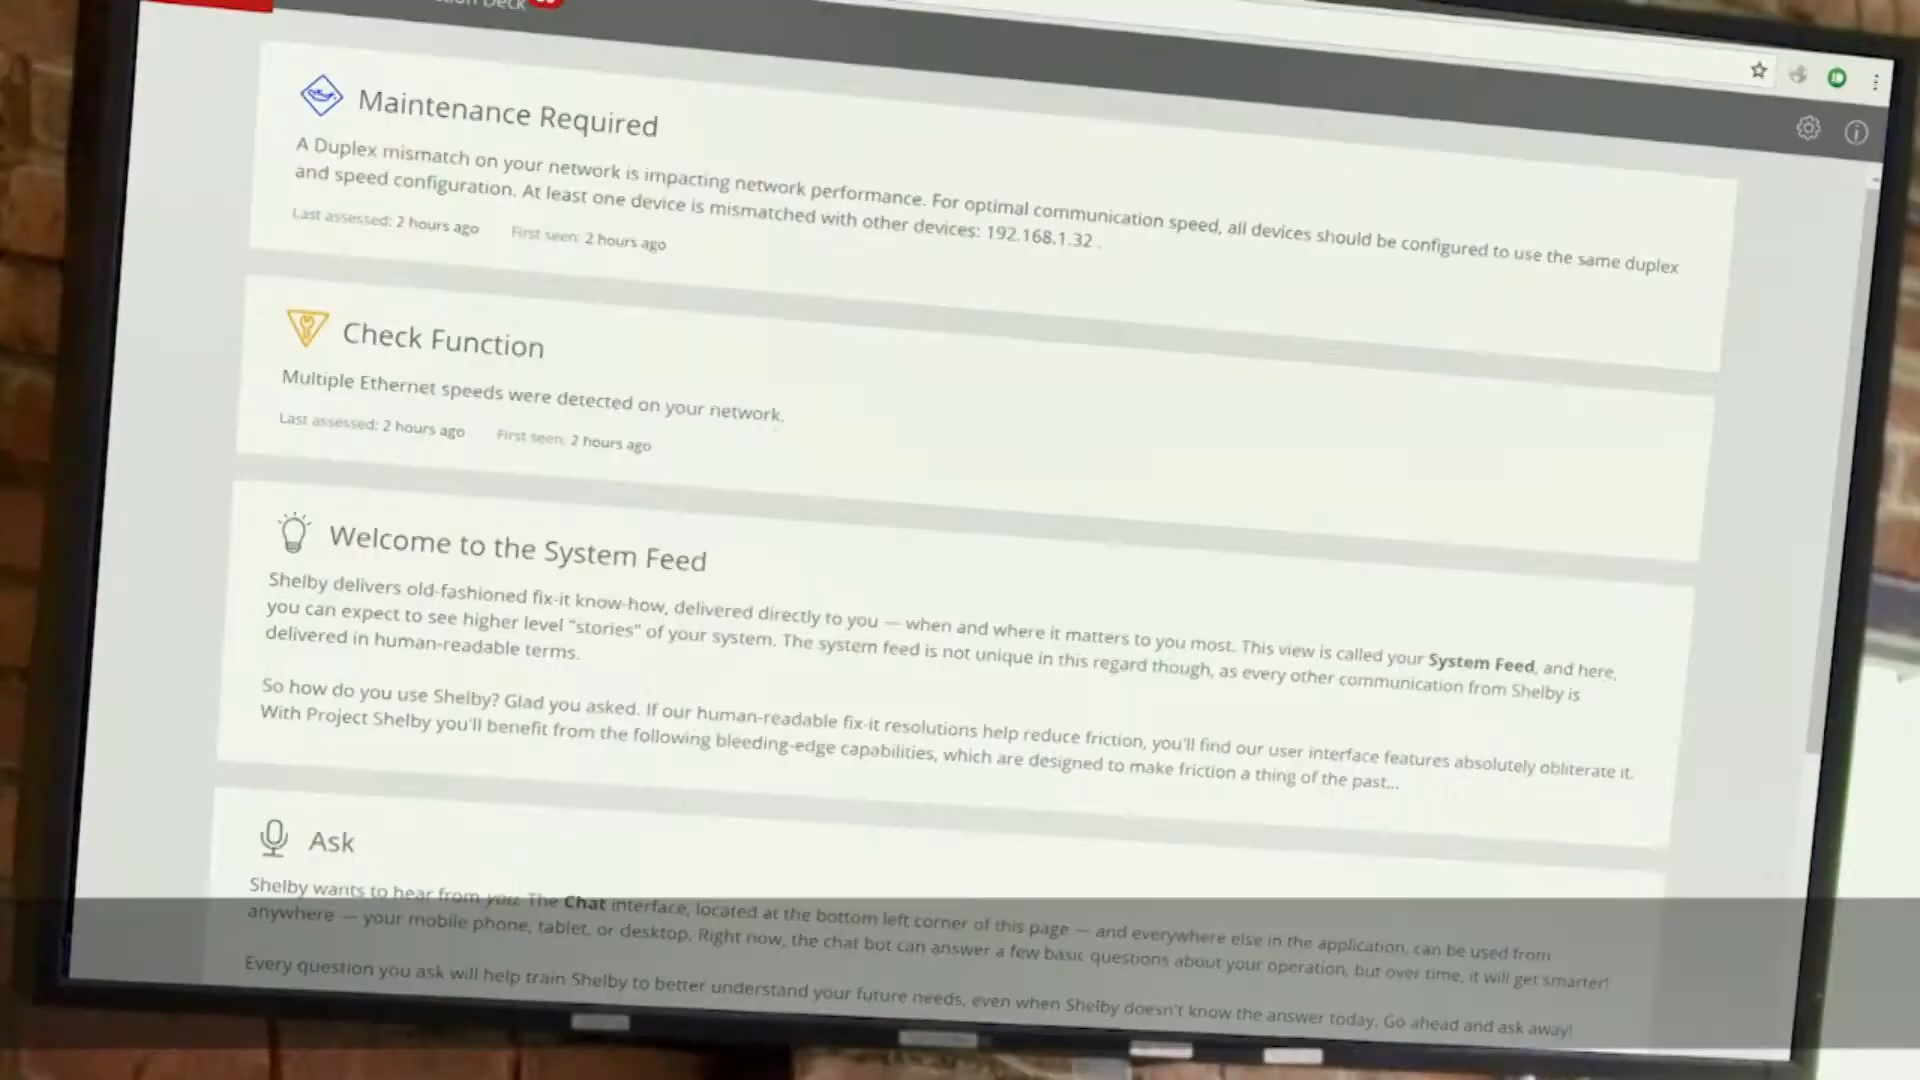 Deck
Maintenance Required
A Duplex mismatch on your network is impacting network performance. For optimal communication speed, all devices should be configured to use the same duplex
and speed configuration. At least one device is mismatched with other devices: 192.168.1.32 .
Last assessed: 2 hours ago First seen: 2 hours ago
Check Function
Multiple Ethernet speeds were detected on your network.
Last assessed: 2 hours ago First seen: 2 hours ago
Welcome to the System Feed
Shelby delivers old-fashioned fix-it know-how, delivered directly to you — when and where it matters to you most. This view is called your System Feed, and here,
you can expect to see higher level "stories" of your system. The system feed is not unique in this regard though, as every other communication from Shelby is
delivered in human-readable terms.
So how do you use Shelby? Glad you asked. If our human-readable fix-it resolutions help reduce friction, you'll find our user interface features absolutely obliterate it.
With Project Shelby you'll benefit from the following bleeding-edge capabilities, which are designed to make friction a thing of the past...
Ask
Shelby wants to hear from you. The Chat interface, located at the bottom left corner of this page — and everywhere else in the application, can be used from
anywhere — your mobile phone, tablet, or desktop. Right now, the chat bot can answer a few basic questions about your operation, but over time, it will get smarter!
Every question you ask will help train Shelby to better understand your future needs, even when Shelby doesn't know the answer today. Go ahead and ask away!